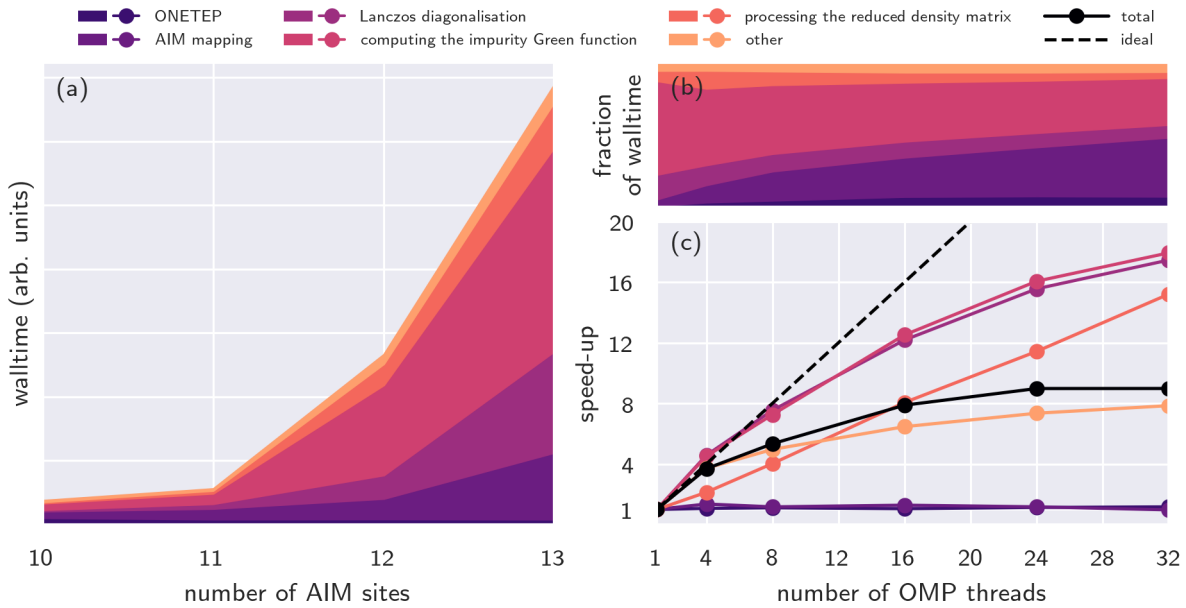 ONETEP
AIM mapping
Lanczos diagonalisation
computing the impurity Green function
processing the reduced density matrix
other
total
ideal
(a)
walltime (arb. units)
10 11 12 13
number of AIM sites
(b)
fraction
of walltime
(c)
speed-up
20
16
12
8
4
1
1 4 8 12 16 20 24 28 32
number of OMP threads